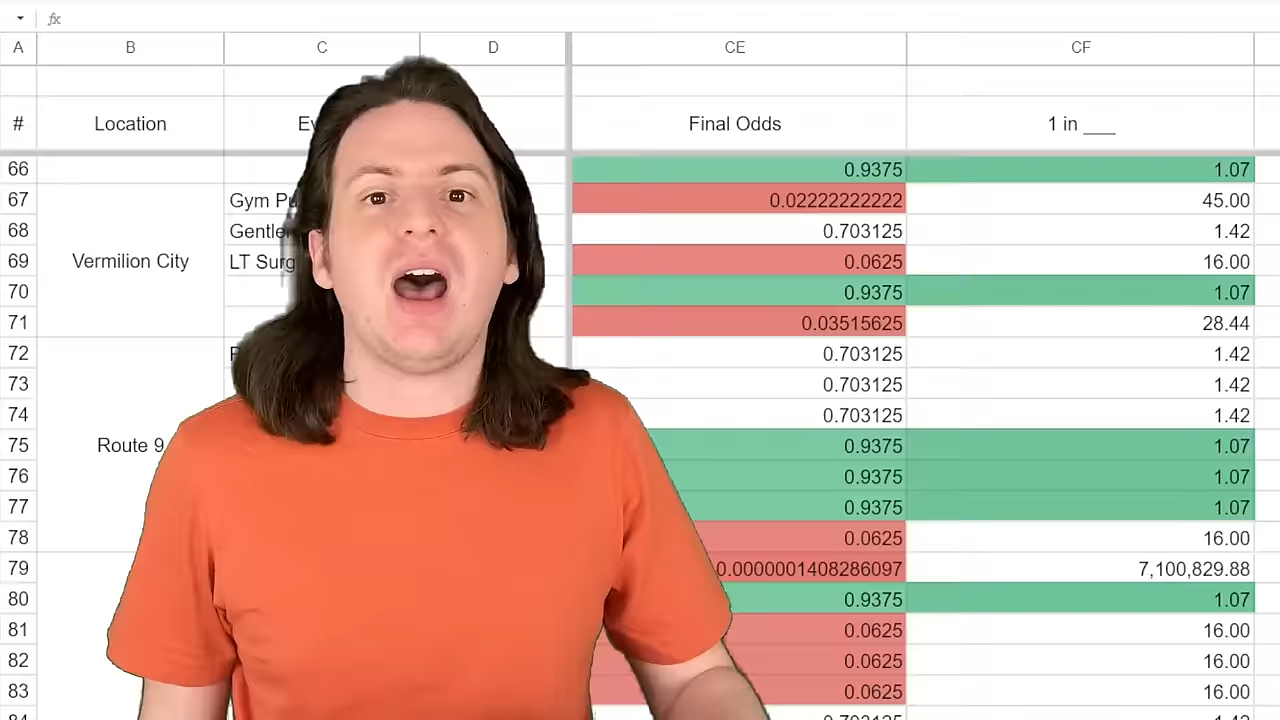 fx
A B C D CE CF
# Location Final Odds 1 in ___
66 0.9375 1.07
67 Gym 0.02222222222 45.00
68 0.703125 1.42
69 Vermilion City LT 0.0625 16.00
70 0.9375 1.07
71 0.03515625 28.44
72 0.703125 1.42
73 0.703125 1.42
74 0.703125 1.42
75 Route 9 0.9375 1.07
76 0.9375 1.07
77 0.9375 1.07
78 0.0625 16.00
79 0.0000001408286097 7,100,829.88
80 0.9375 1.07
81 0.0625 16.00
82 0.0625 16.00
83 0.0625 16.00
84 0.703125 1.42